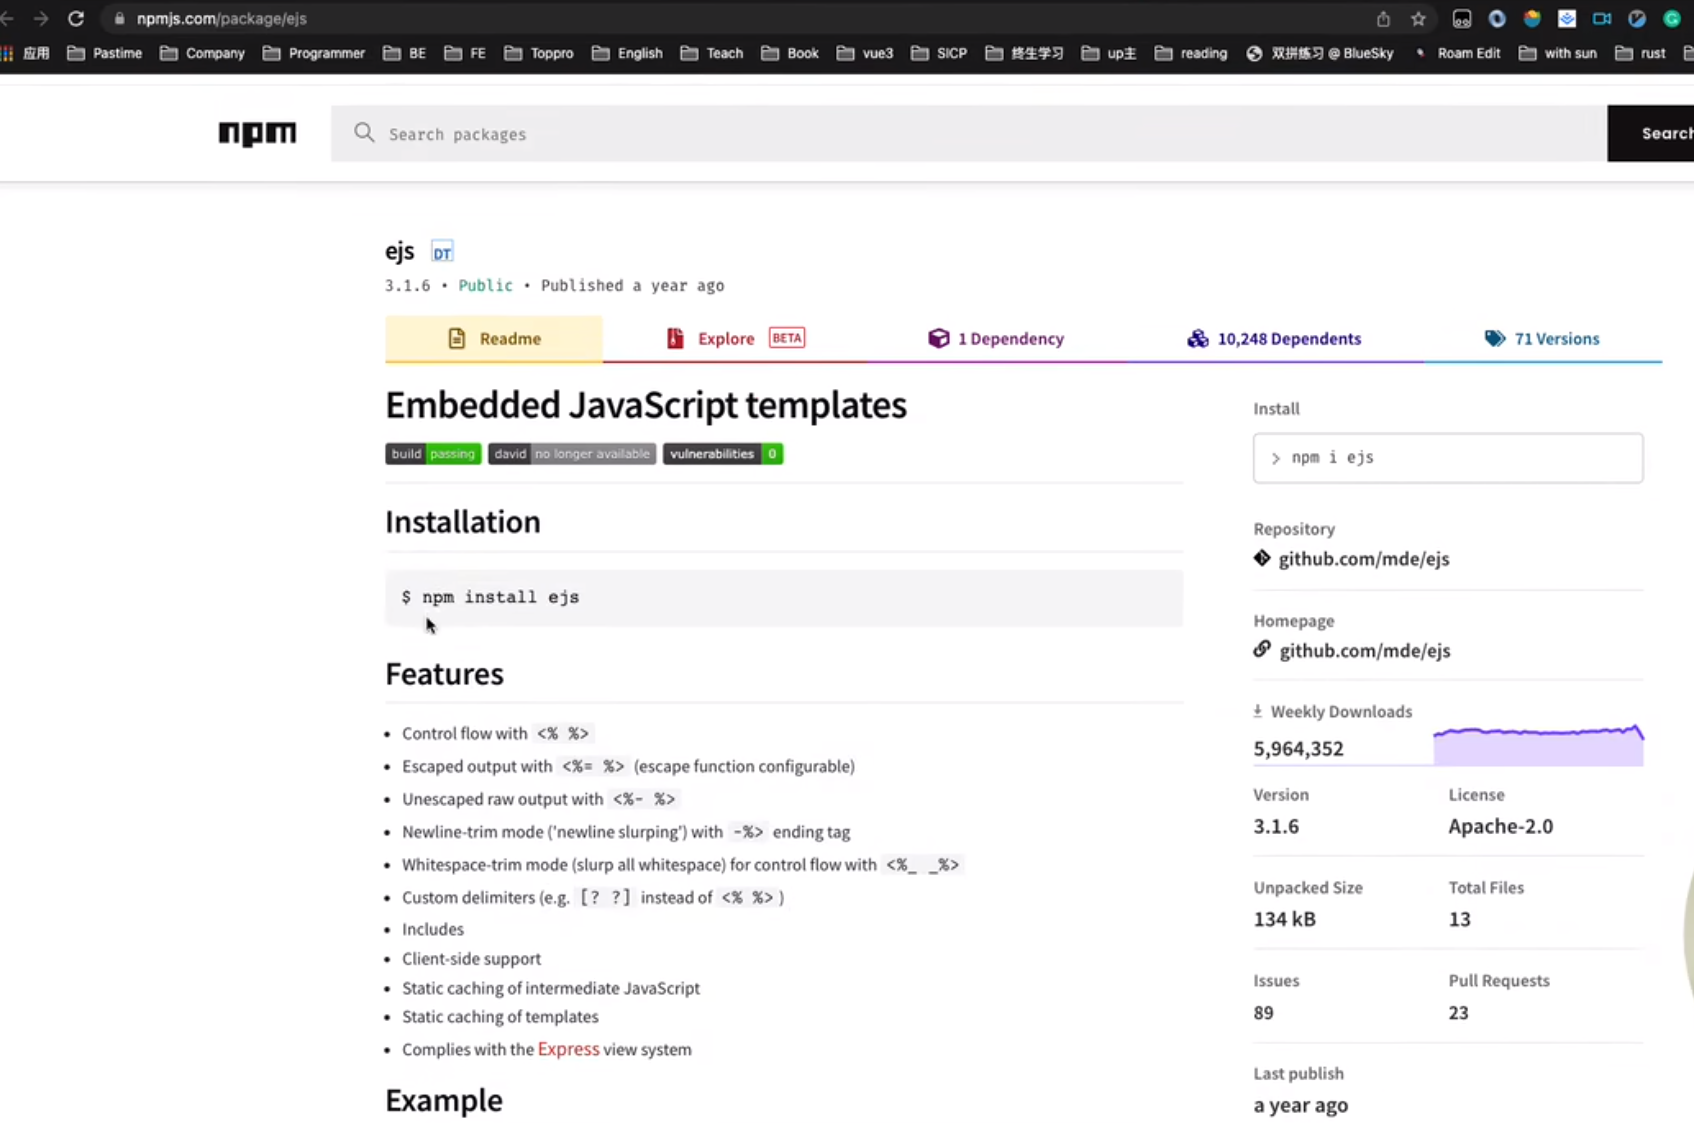 npmjs.com/package/ejs
应用 Pastime Company Programmer BE FE Toppro English Teach Book vue3 SICP 终生学习 up主 reading 双拼练习 @ BlueSky Roam Edit with sun rust
npm Search packages Search
ejs DT
3.1.6 • Public • Published a year ago
Readme Explore BETA 1 Dependency 10,248 Dependents 71 Versions
Embedded JavaScript templates
build passing david no longer available vulnerabilities 0
Installation
$ npm install ejs
Features
• Control flow with <% %>
• Escaped output with <%= %> (escape function configurable)
• Unescaped raw output with <%- %>
• Newline-trim mode ('newline slurping') with -%> ending tag
• Whitespace-trim mode (slurp all whitespace) for control flow with <%_ _%>
• Custom delimiters (e.g. [? ?] instead of <% %>)
• Includes
• Client-side support
• Static caching of intermediate JavaScript
• Static caching of templates
• Complies with the Express view system
Example
Install
> npm i ejs
Repository
github.com/mde/ejs
Homepage
github.com/mde/ejs
Weekly Downloads
5,964,352
Version License
3.1.6 Apache-2.0
Unpacked Size Total Files
134 kB 13
Issues Pull Requests
89 23
Last publish
a year ago